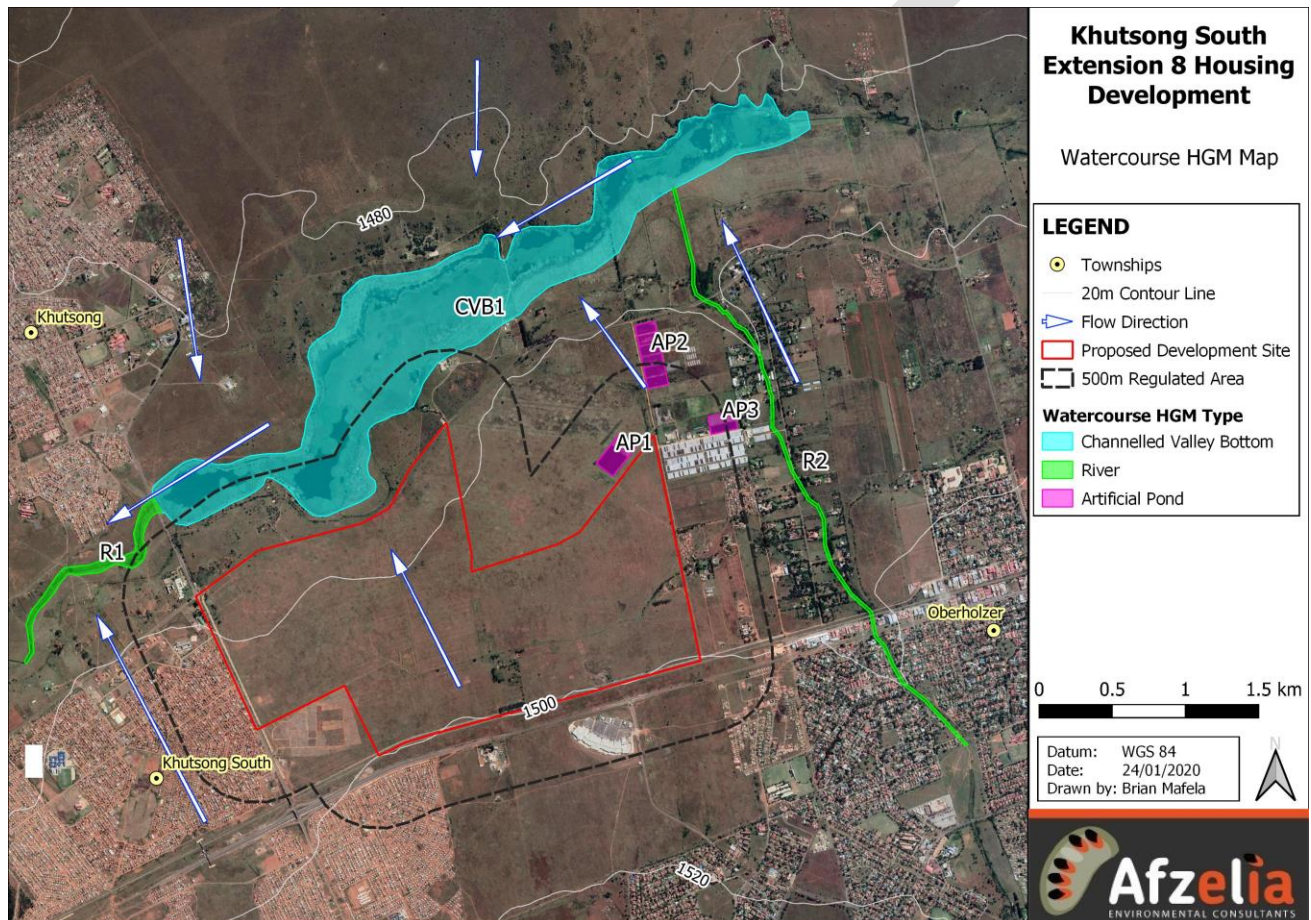 Khutsong South
Extension 8 Housing
Development
Watercourse HGM Map
LEGEND
Townships
20m Contour Line
Flow Direction
Proposed Development Site
500m Regulated Area
Watercourse HGM Type
Channelled Valley Bottom
River
Artificial Pond
0 0.5 1 1.5 km
Datum: WGS 84
Date: 24/01/2020
Drawn by: Brian Mafela
N
Afzelia
ENVIRONMENTAL CONSULTANTS
1480
CVB1
Khutsong
AP2
AP3
AP1
R2
R1
Oberholzer
1500
Khutsong South
1520